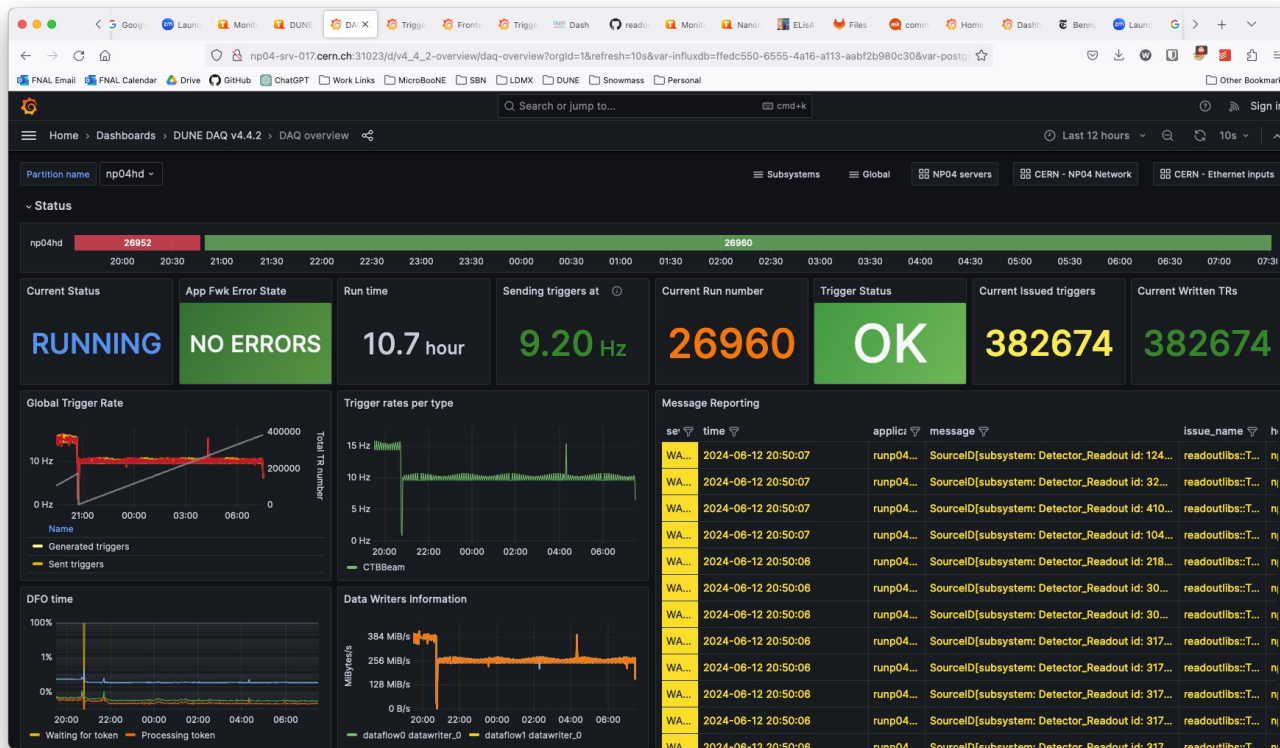 Googl Launc Monit DUNE DA Trigge Fronte Trigge Dash reado Monit Nanor ELisA Files comm Home Dashb Benny Launc
np04-srv-017.cern.ch:31023/d/v4_4_2-overview/daq-overview?orgId=1&refresh=10s&var-influxdb=ffedc550-6555-4a16-a113-aabf2b980c30&var-postg
FNAL Email FNAL Calendar Drive GitHub ChatGPT Work Links MicroBooNE SBN LDMX DUNE Snowmass Personal Other Bookmark
Search or jump to... cmd+k Sign in
Home › Dashboards › DUNE DAQ v4.4.2 › DAQ overview Last 12 hours 10s
Partition name np04hd Subsystems Global NP04 servers CERN - NP04 Network CERN - Ethernet inputs
Status
np04hd 26952 26960
20:00 20:30 21:00 21:30 22:00 22:30 23:00 23:30 00:00 00:30 01:00 01:30 02:00 02:30 03:00 03:30 04:00 04:30 05:00 05:30 06:00 06:30 07:00 07:3
Current Status App Fwk Error State Run time Sending triggers at Current Run number Trigger Status Current Issued triggers Current Written TRs
RUNNING NO ERRORS 10.7 hour 9.20 Hz 26960 OK 382674 382674
Global Trigger Rate
400000
10 Hz
200000
0 Hz 0
Total TR number
21:00 00:00 03:00 06:00
Name
Generated triggers
Sent triggers
Trigger rates per type
15 Hz
10 Hz
5 Hz
0 Hz
20:00 22:00 00:00 02:00 04:00 06:00
CTBBeam
Message Reporting
se time applica message issue_name h
WA... 2024-06-12 20:50:07 runp04... SourceID[subsystem: Detector_Readout id: 124... readoutlibs::T... n
WA... 2024-06-12 20:50:07 runp04... SourceID[subsystem: Detector_Readout id: 32... readoutlibs::T... n
WA... 2024-06-12 20:50:07 runp04... SourceID[subsystem: Detector_Readout id: 410... readoutlibs::T... n
WA... 2024-06-12 20:50:07 runp04... SourceID[subsystem: Detector_Readout id: 104... readoutlibs::T... n
WA... 2024-06-12 20:50:06 runp04... SourceID[subsystem: Detector_Readout id: 218... readoutlibs::T... n
WA... 2024-06-12 20:50:06 runp04... SourceID[subsystem: Detector_Readout id: 30... readoutlibs::T... n
WA... 2024-06-12 20:50:06 runp04... SourceID[subsystem: Detector_Readout id: 30... readoutlibs::T... n
WA... 2024-06-12 20:50:06 runp04... SourceID[subsystem: Detector_Readout id: 317... readoutlibs::T... n
WA... 2024-06-12 20:50:06 runp04... SourceID[subsystem: Detector_Readout id: 317... readoutlibs::T... n
WA... 2024-06-12 20:50:06 runp04... SourceID[subsystem: Detector_Readout id: 317... readoutlibs::T... n
WA... 2024-06-12 20:50:06 runp04... SourceID[subsystem: Detector_Readout id: 317... readoutlibs::T... n
WA... 2024-06-12 20:50:06 runp04... SourceID[subsystem: Detector_Readout id: 317... readoutlibs::T... n
DFO time
100%
1%
0%
20:00 22:00 00:00 02:00 04:00 06:00
Waiting for token Processing token
Data Writers Information
MiBytes/s
384 MiB/s
256 MiB/s
128 MiB/s
0 B/s
20:00 22:00 00:00 02:00 04:00 06:00
dataflow0 datawriter_0 dataflow1 datawriter_0